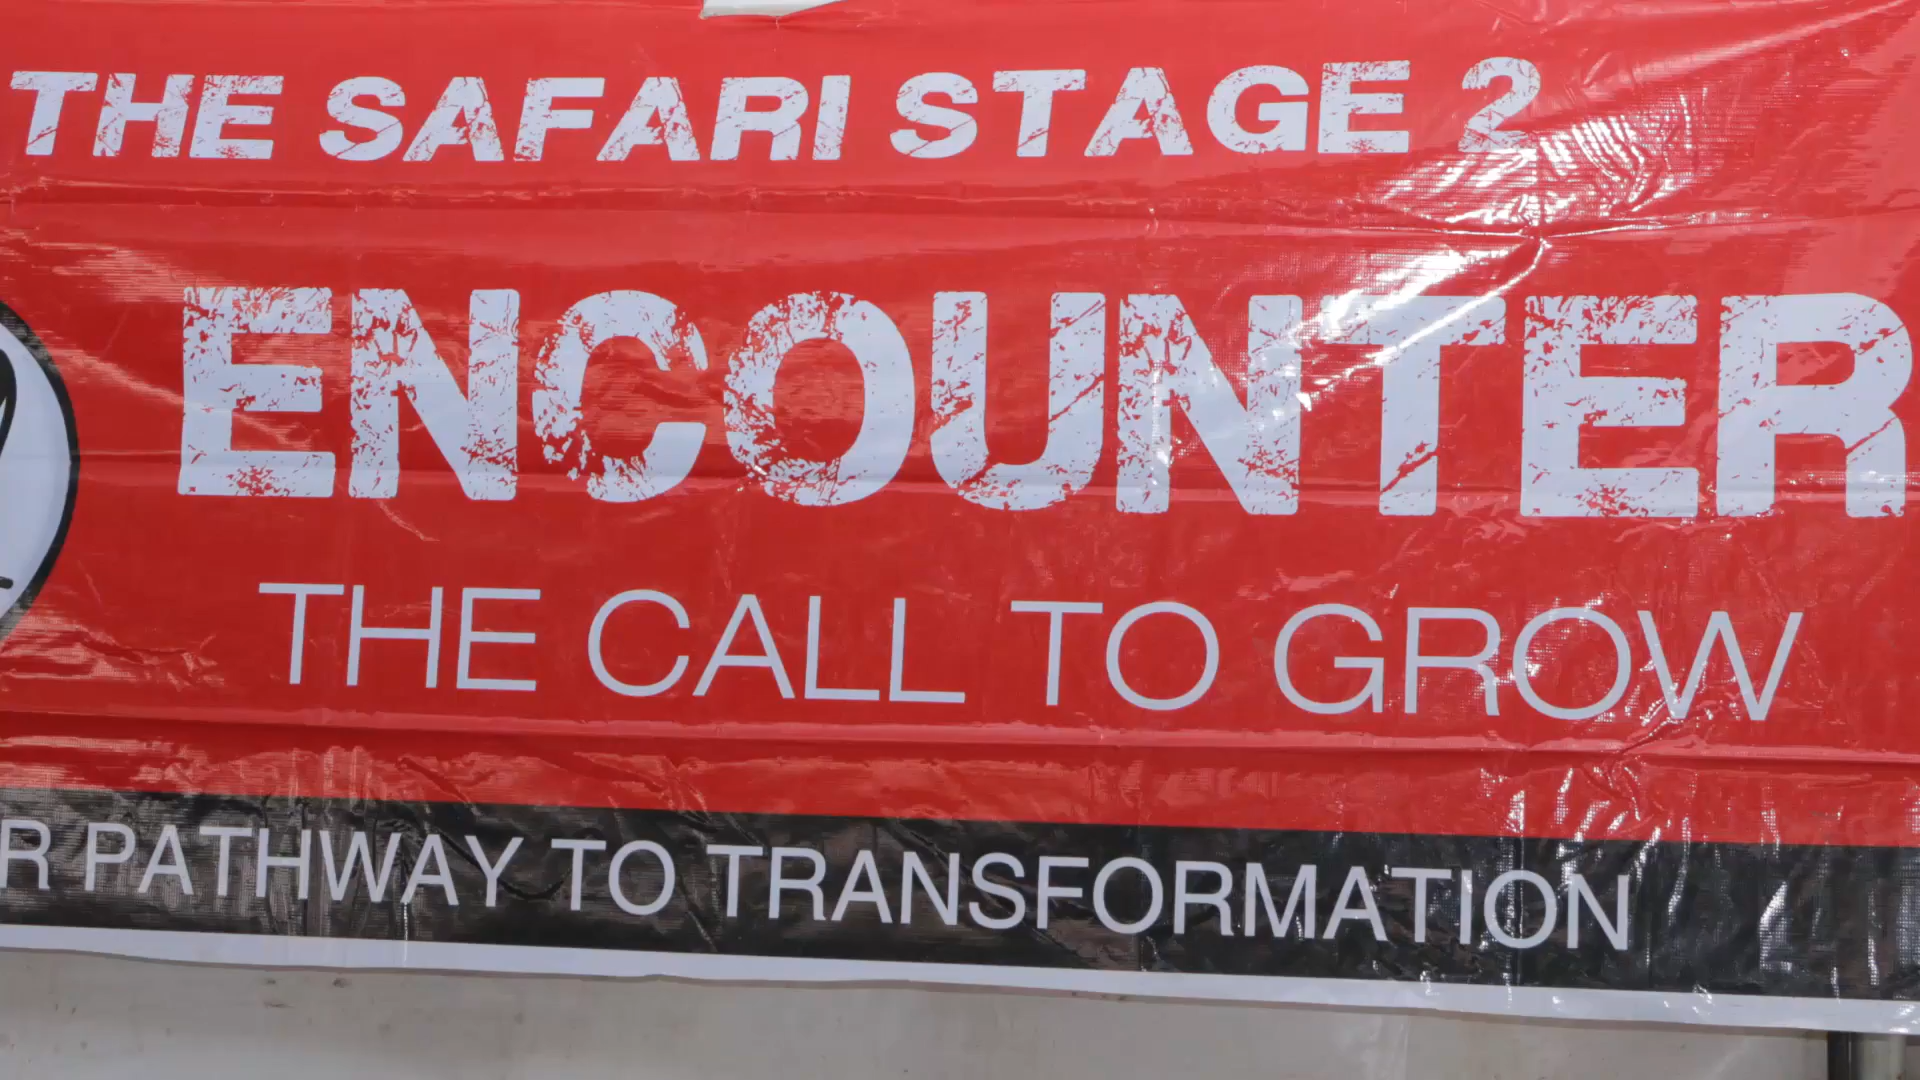 THE SAFARI STAGE 2
ENCOUNTER
THE CALL TO GROW
PATHWAY TO TRANSFORMATION